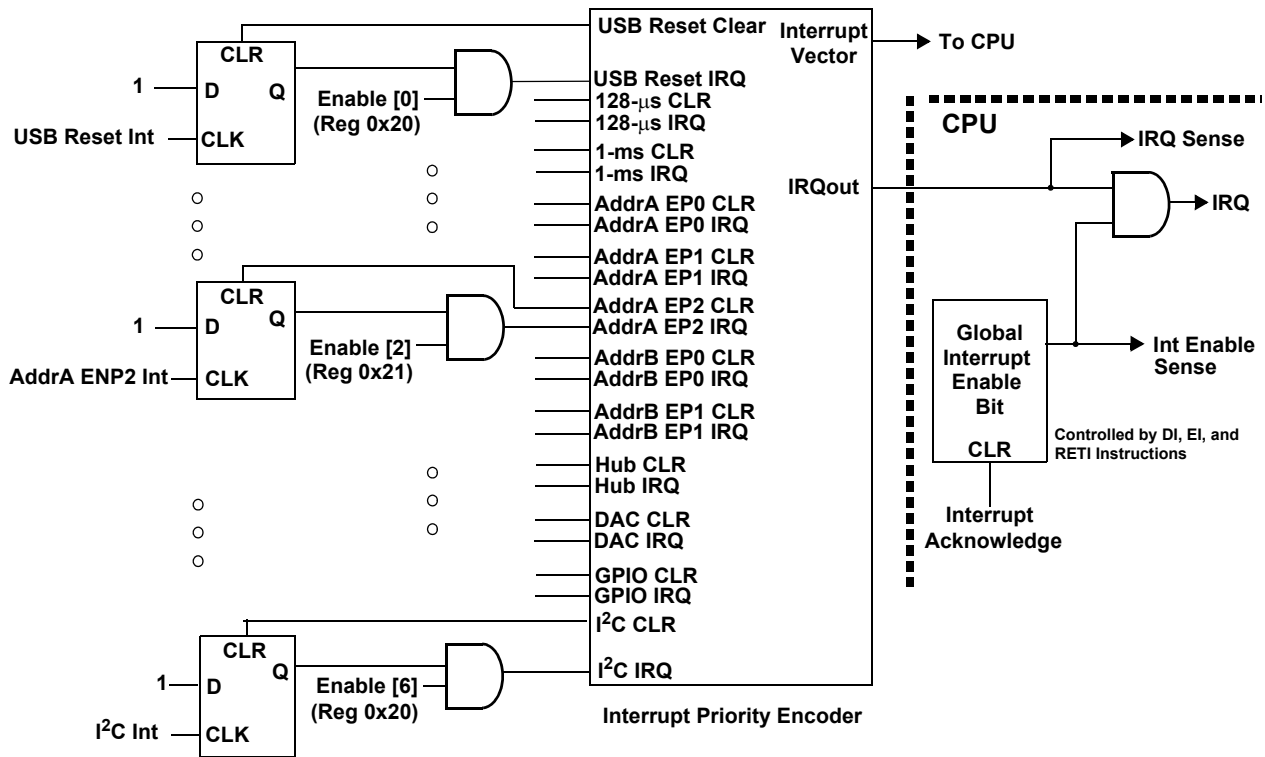 CLR
1
D
Q
USB Reset Int
CLK
Enable [0]
(Reg 0x20)
CLR
1
D
Q
AddrA ENP2 Int
CLK
Enable [2]
(Reg 0x21)
CLR
1
D
Q
I²C Int
CLK
Enable [6]
(Reg 0x20)
USB Reset Clear
USB Reset IRQ
128-μs CLR
128-μs IRQ
1-ms CLR
1-ms IRQ
AddrA EP0 CLR
AddrA EP0 IRQ
AddrA EP1 CLR
AddrA EP1 IRQ
AddrA EP2 CLR
AddrA EP2 IRQ
AddrB EP0 CLR
AddrB EP0 IRQ
AddrB EP1 CLR
AddrB EP1 IRQ
Hub CLR
Hub IRQ
DAC CLR
DAC IRQ
GPIO CLR
GPIO IRQ
I²C CLR
I²C IRQ
Interrupt
Vector
IRQout
Interrupt Priority Encoder
To CPU
CPU
IRQ Sense
IRQ
Global
Interrupt
Enable
Bit
CLR
Int Enable
Sense
Controlled by DI, EI, and
RETI Instructions
Interrupt
Acknowledge